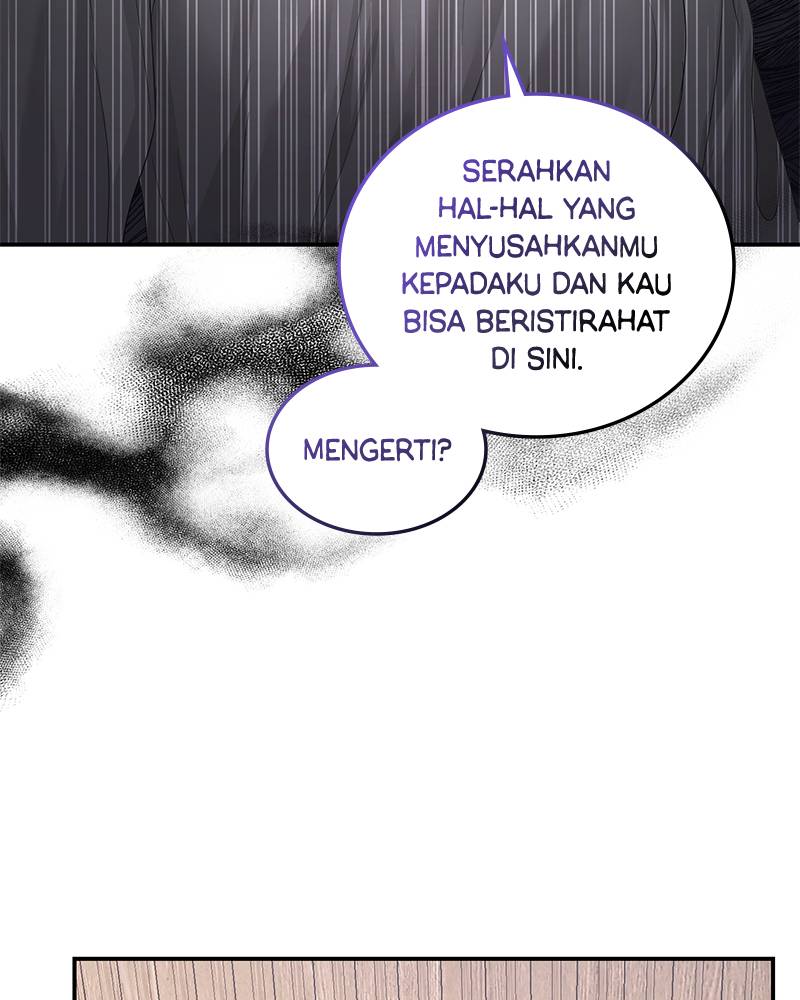 SERAHKAN
HAL-HAL YANG
MENYUSAHKANMU
KEPADAKU DAN KAU
BISA BERISTIRAHAT
DI SINI.
MENGERTI?